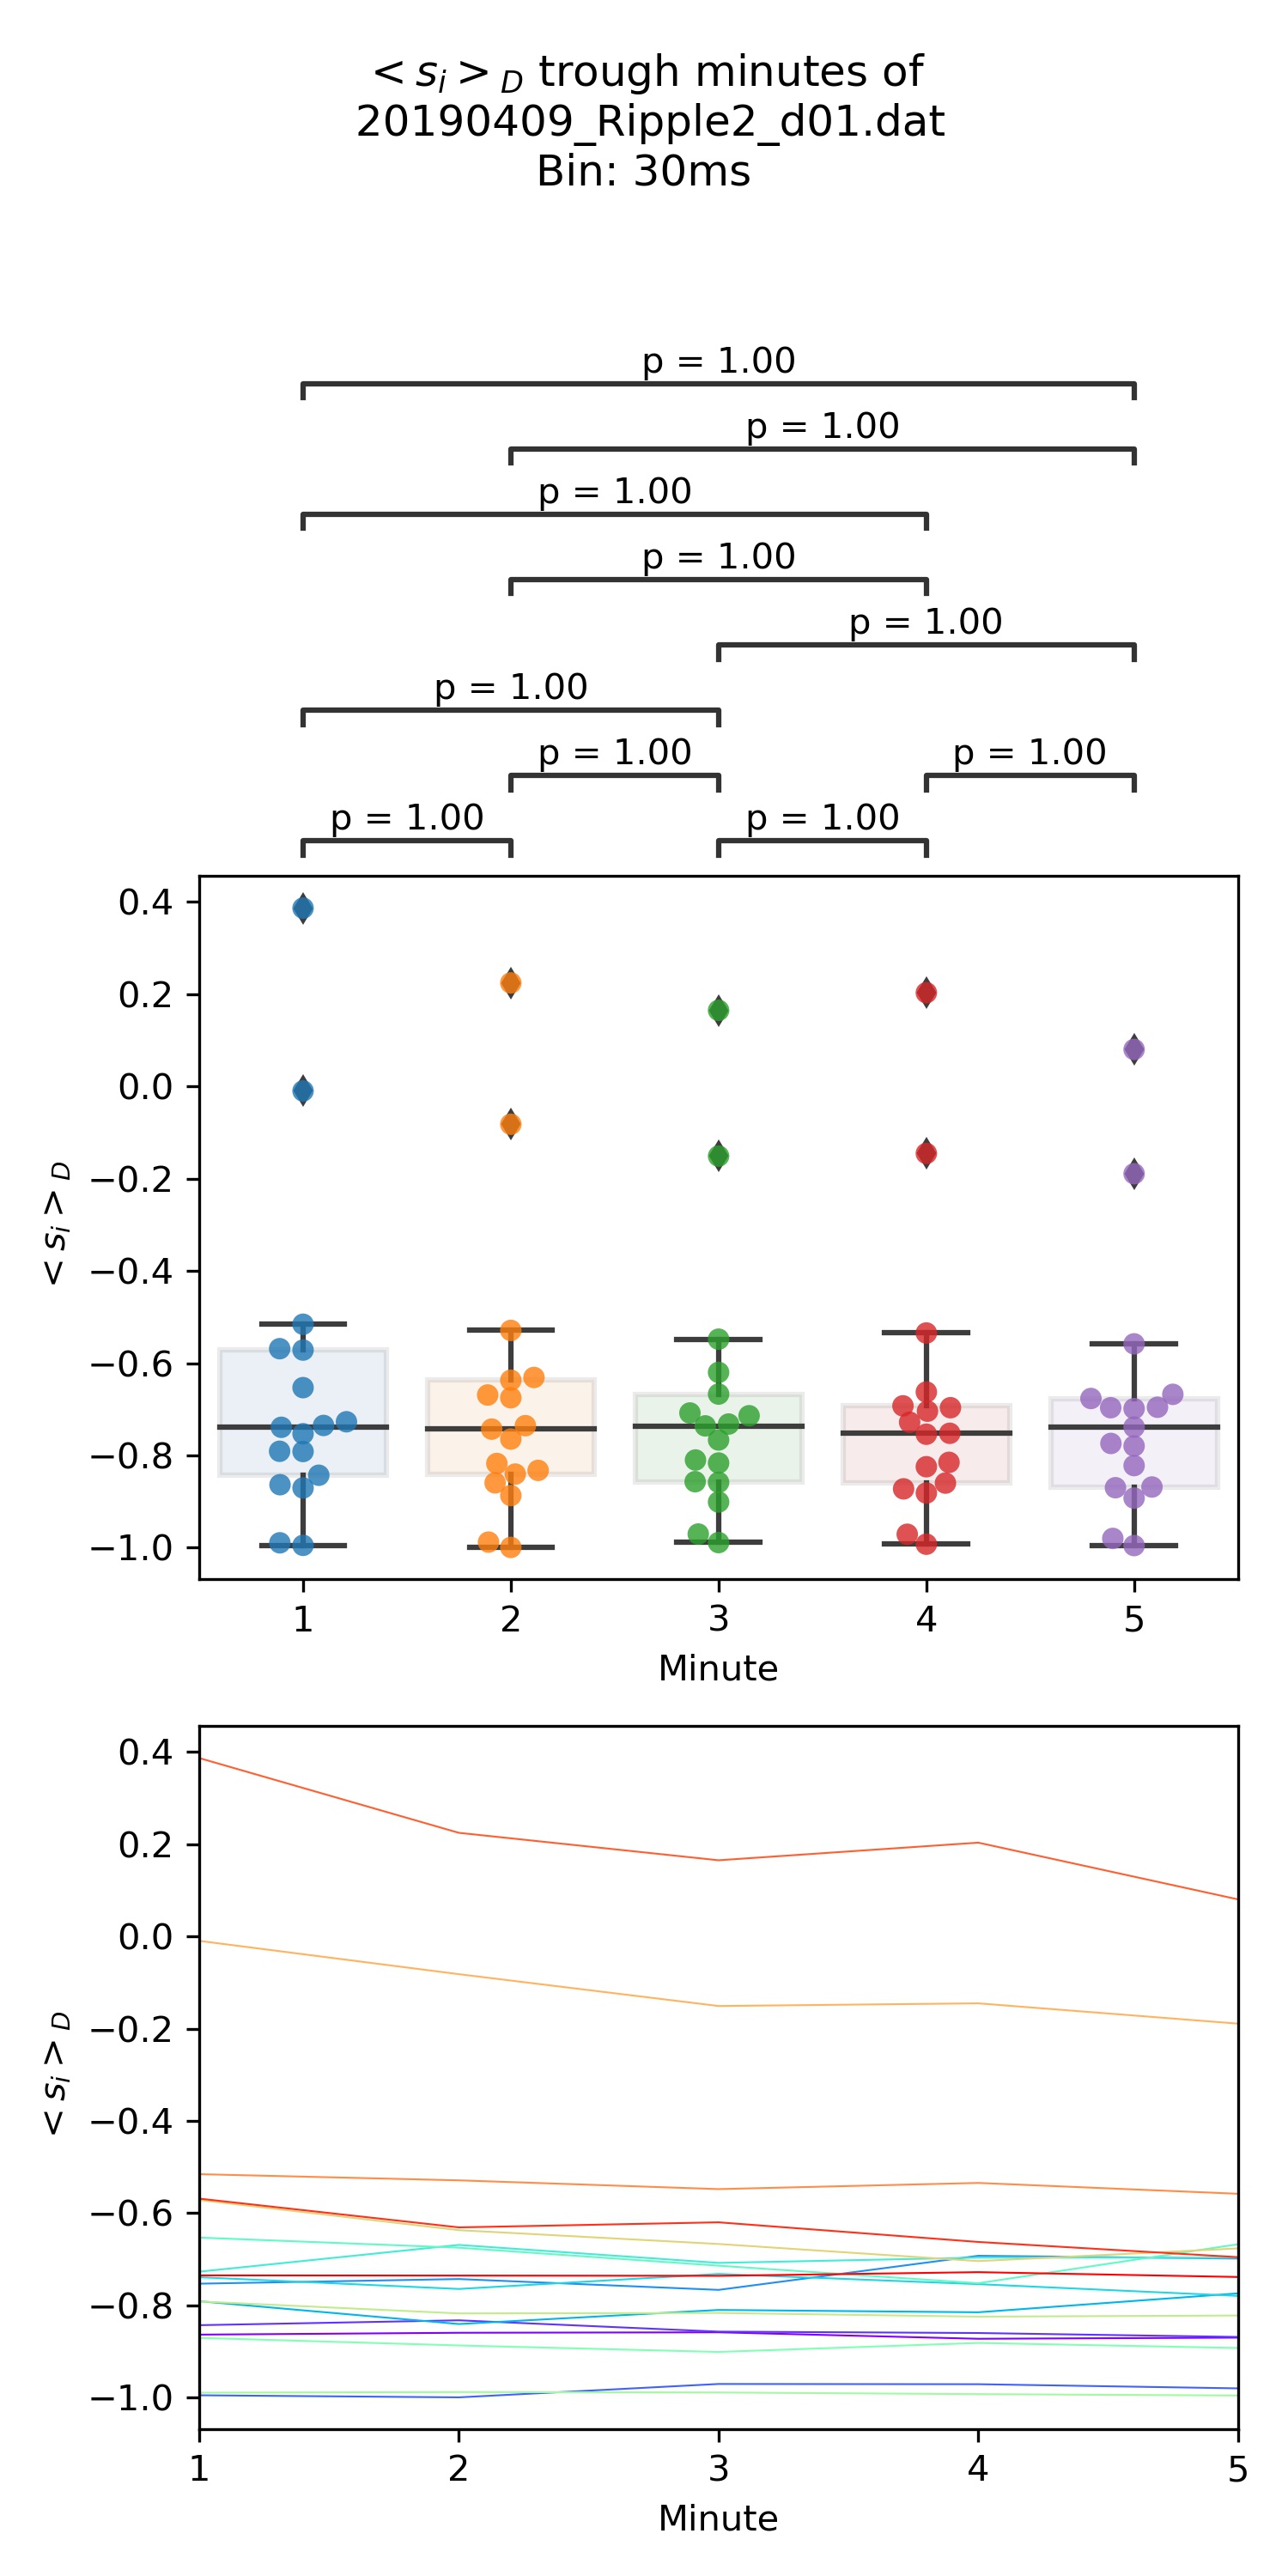 < s_i >_D trough minutes of
20190409_Ripple2_d01.dat
Bin: 30ms
p = 1.00
p = 1.00
p = 1.00
p = 1.00
p = 1.00
p = 1.00
p = 1.00 p = 1.00
p = 1.00 p = 1.00
0.4
0.2
0.0
−0.2
−0.4
−0.6
−0.8
−1.0
< s_i >_D
1 2 3 4 5
Minute
0.4
0.2
0.0
−0.2
−0.4
−0.6
−0.8
−1.0
< s_i >_D
1 2 3 4 5
Minute